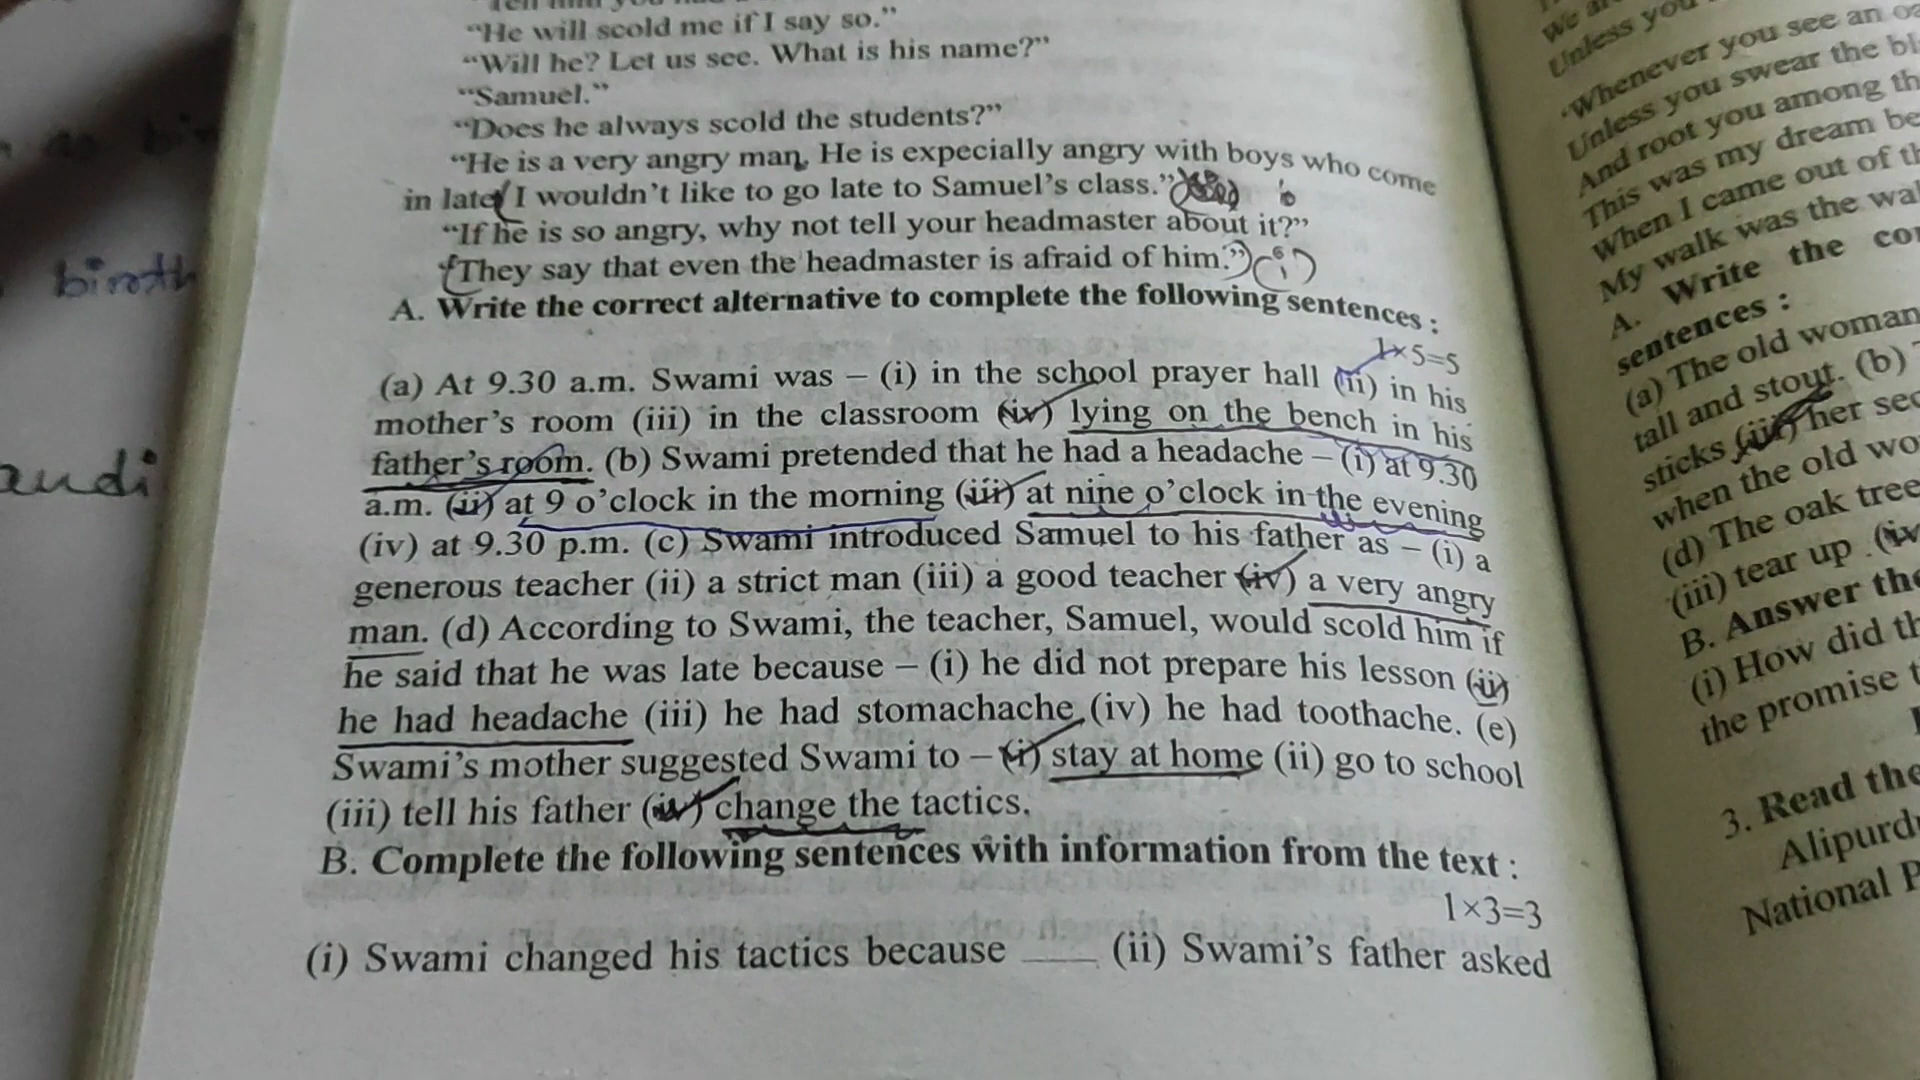 "He will scold me if I say so."
"Will he? Let us see. What is his name?"
"Samuel."
"Does he always scold the students?"
"He is a very angry man. He is expecially angry with boys who come
in late. I wouldn't like to go late to Samuel's class."
"If he is so angry, why not tell your headmaster about it?"
"They say that even the headmaster is afraid of him."
A. Write the correct alternative to complete the following sentences :
1×5=5
(a) At 9.30 a.m. Swami was – (i) in the school prayer hall (ii) in his
mother's room (iii) in the classroom (iv) lying on the bench in his
father's room. (b) Swami pretended that he had a headache – (i) at 9.30
a.m. (ii) at 9 o'clock in the morning (iii) at nine o'clock in the evening
(iv) at 9.30 p.m. (c) Swami introduced Samuel to his father as – (i) a
generous teacher (ii) a strict man (iii) a good teacher (iv) a very angry
man. (d) According to Swami, the teacher, Samuel, would scold him if
he said that he was late because – (i) he did not prepare his lesson (ii)
he had headache (iii) he had stomachache (iv) he had toothache. (e)
Swami's mother suggested Swami to – (i) stay at home (ii) go to school
(iii) tell his father (iv) change the tactics.
B. Complete the following sentences with information from the text :
1×3=3
(i) Swami changed his tactics because ____ (ii) Swami's father asked
birth
Unless you
Whenever you see an
Unless you swear the
And root you among
This was my dream
When I came out of
My walk was the
A. Write the
sentences :
(a) The old woman
tall and stout. (b)
sticks (iii) her
when the old
(d) The oak tree
(iii) tear up
B. Answer the
(i) How did
the promise
3. Read the
National